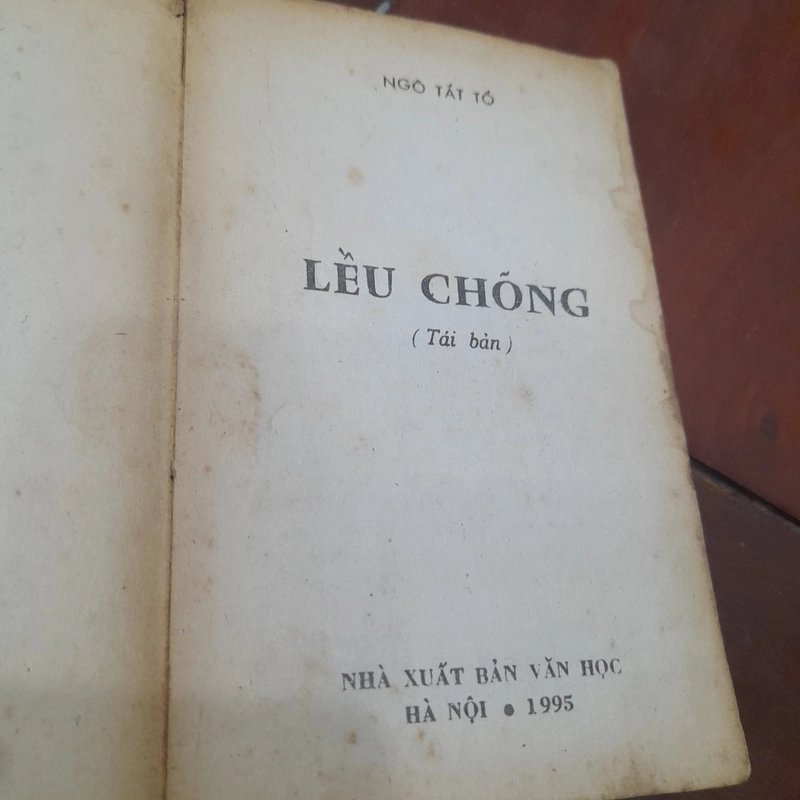 NGÔ TẤT TỐ
LỀU CHÕNG
(Tái bản)
NHÀ XUẤT BẢN VĂN HỌC
HÀ NỘI • 1995